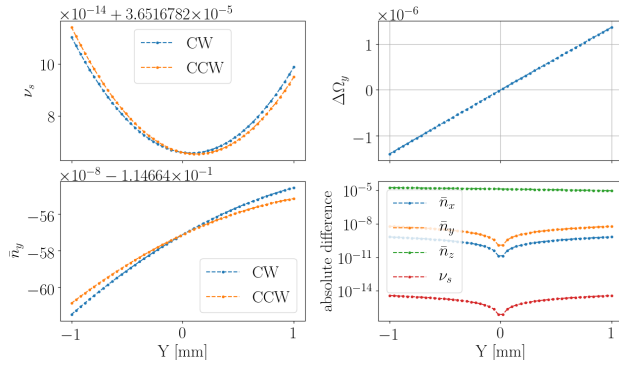 ×10⁻¹⁴ + 3.6516782×10⁻⁵
×10⁻⁶
10
8
ν_s
CW
CCW
1
0
−1
ΔΩ_y
×10⁻⁸ −1.14664×10⁻¹
−56
−58
−60
n̄_y
CW
CCW
−1
0
1
Y [mm]
10⁻⁵
10⁻⁸
10⁻¹¹
10⁻¹⁴
absolute difference
n̄_x
n̄_y
n̄_z
ν_s
−1
0
1
Y [mm]